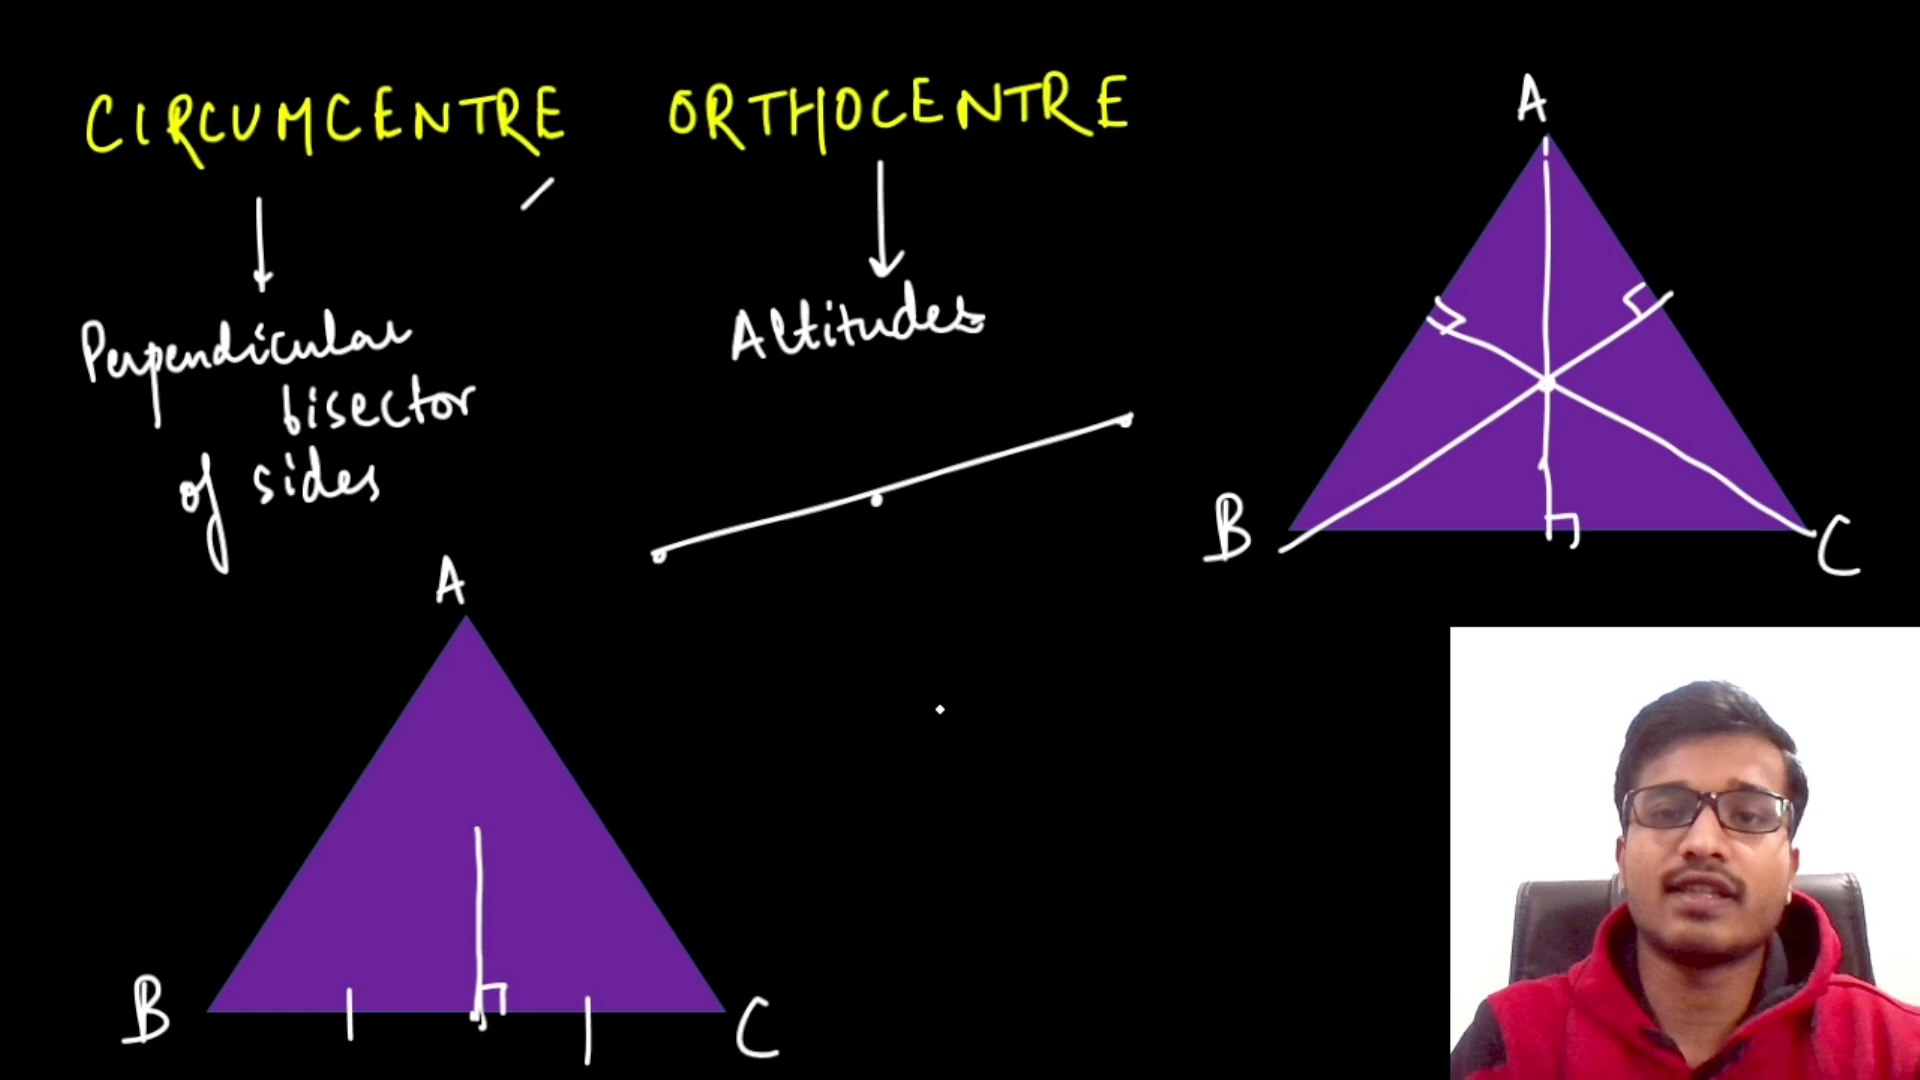 CIRCUMCENTRE
ORTHOCENTRE
Perpendicular
bisector
of sides
Altitudes
A
B
C
A
B
C